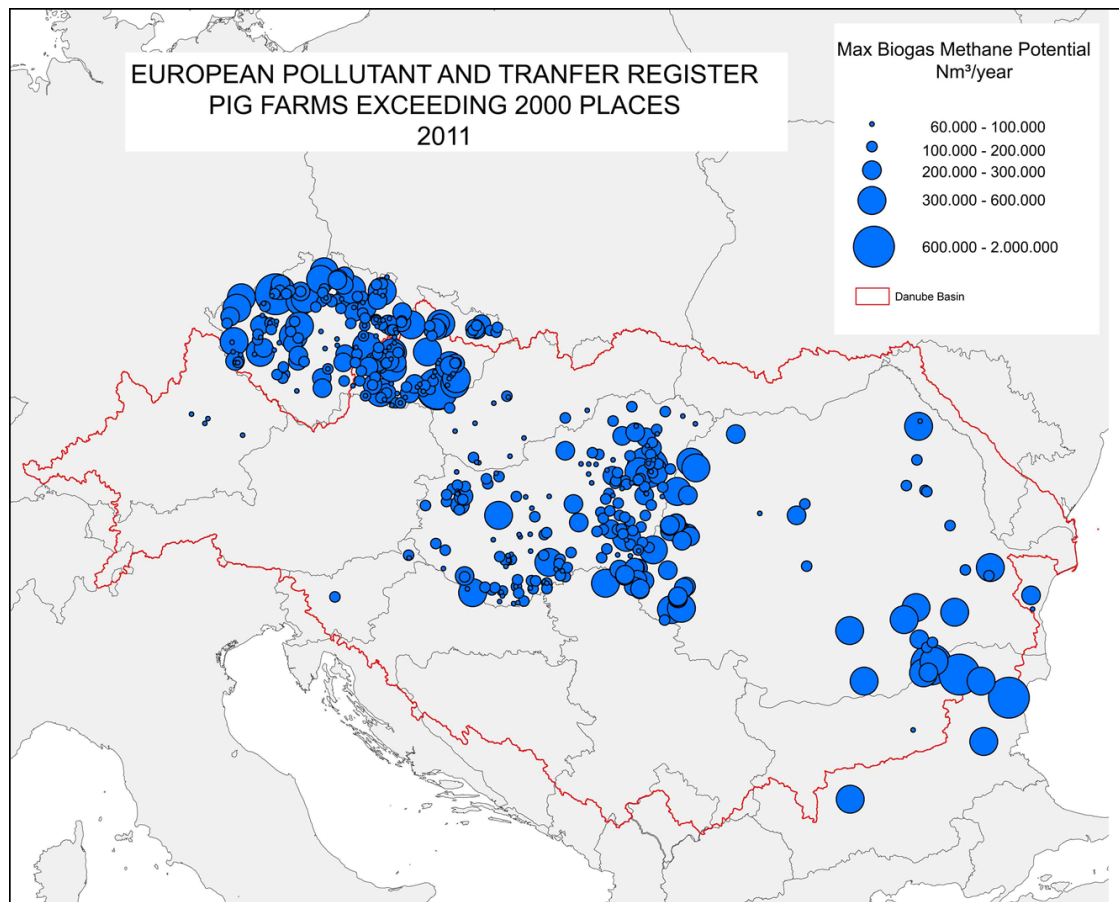 EUROPEAN POLLUTANT AND TRANFER REGISTER
PIG FARMS EXCEEDING 2000 PLACES
2011
Max Biogas Methane Potential
Nm³/year
60.000 - 100.000
100.000 - 200.000
200.000 - 300.000
300.000 - 600.000
600.000 - 2.000.000
Danube Basin